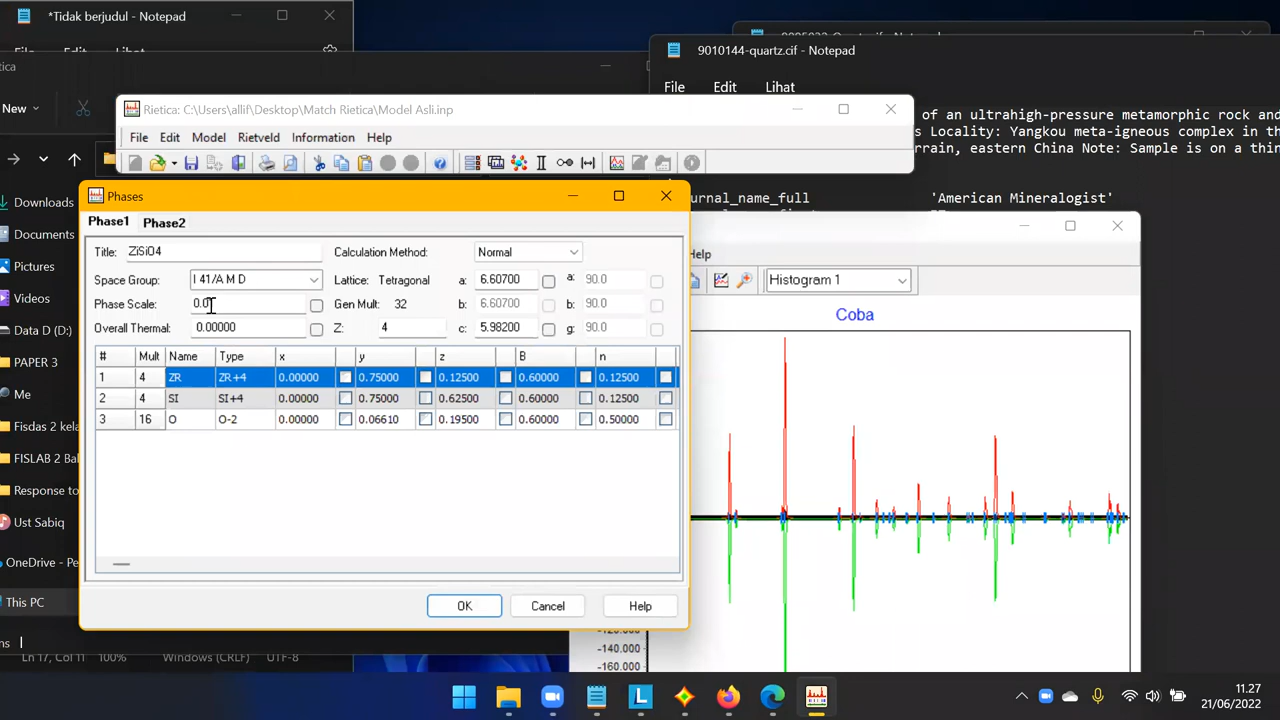 *Tidak berjudul - Notepad
File Edit Lihat
9010144-quartz.cif - Notepad
File Edit Lihat
New
Rietica: C:\Users\allif\Desktop\Match Rietica\Model Asli.inp
File Edit Model Rietveld Information Help
of an ultrahigh-pressure metamorphic rock and
s Locality: Yangkou meta-igneous complex in the
rain, eastern China Note: Sample is on a thin
urnal_name_full 'American Mineralogist'
Phases
Phase1 Phase2
Title: ZiSiO4 Calculation Method: Normal
Space Group: I 41/A M D Lattice: Tetragonal a: 6.60700 a: 90.0
Phase Scale: 0.0 Gen Mult: 32 b: 6.60700 b: 90.0
Overall Thermal: 0.00000 Z: 4 c: 5.98200 g: 90.0
# Mult Name Type x y z B n
1 4 ZR ZR+4 0.00000 0.75000 0.12500 0.60000 0.12500
2 4 SI SI+4 0.00000 0.75000 0.62500 0.60000 0.12500
3 16 O O-2 0.00000 0.06610 0.19500 0.60000 0.50000
OK Cancel Help
Help
Histogram 1
Coba
-140.000
-160.000
Downloads
Documents
Pictures
Videos
Data D (D:)
PAPER 3
Me
Fisdas 2 kela
FISLAB 2 Bac
Response to
ust Sabiq
OneDrive - Pe
This PC
Ln 17, Col 11 100% Windows (CRLF) UTF-8
11.27
21/06/2022